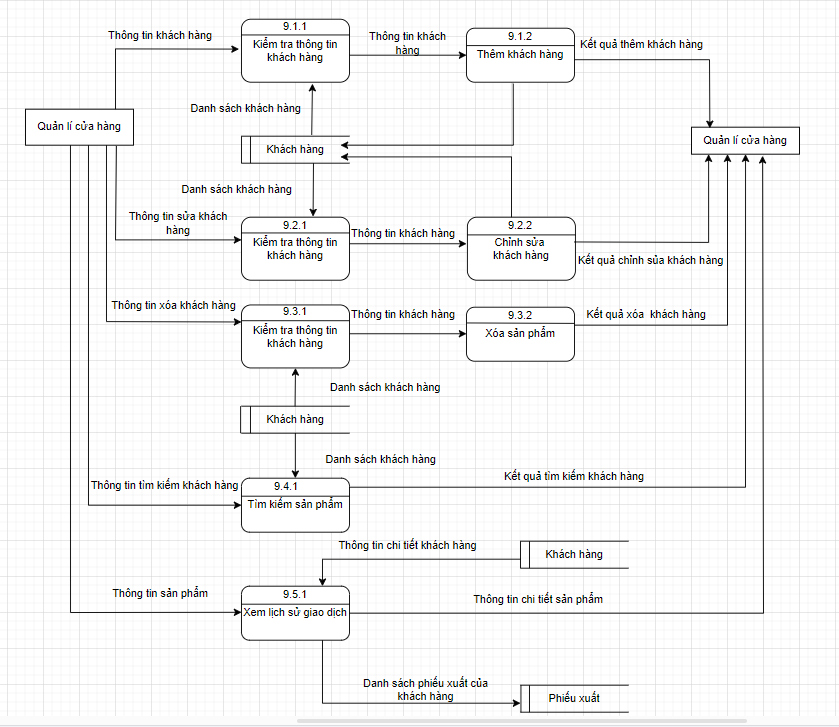 9.1.1
Kiểm tra thông tin
khách hàng
Thông tin khách hàng
Thông tin khách
hàng
9.1.2
Thêm khách hàng
Kết quả thêm khách hàng
Quản lí cửa hàng
Danh sách khách hàng
Khách hàng
Quản lí cửa hàng
Danh sách khách hàng
Thông tin sửa khách
hàng
9.2.1
Kiểm tra thông tin
khách hàng
Thông tin khách hàng
9.2.2
Chỉnh sửa
khách hàng
Kết quả chỉnh sủa khách hàng
Thông tin xóa khách hàng
9.3.1
Kiểm tra thông tin
khách hàng
Thông tin khách hàng
9.3.2
Xóa sản phẩm
Kết quả xóa  khách hàng
Danh sách khách hàng
Khách hàng
Danh sách khách hàng
Thông tin tìm kiếm khách hàng
9.4.1
Tìm kiếm sản phẩm
Kết quả tìm kiếm khách hàng
Thông tin chi tiết khách hàng
Khách hàng
Thông tin sản phẩm
9.5.1
Xem lịch sử giao dịch
Thông tin chi tiết sản phẩm
Danh sách phiếu xuất của
khách hàng
Phiếu xuất